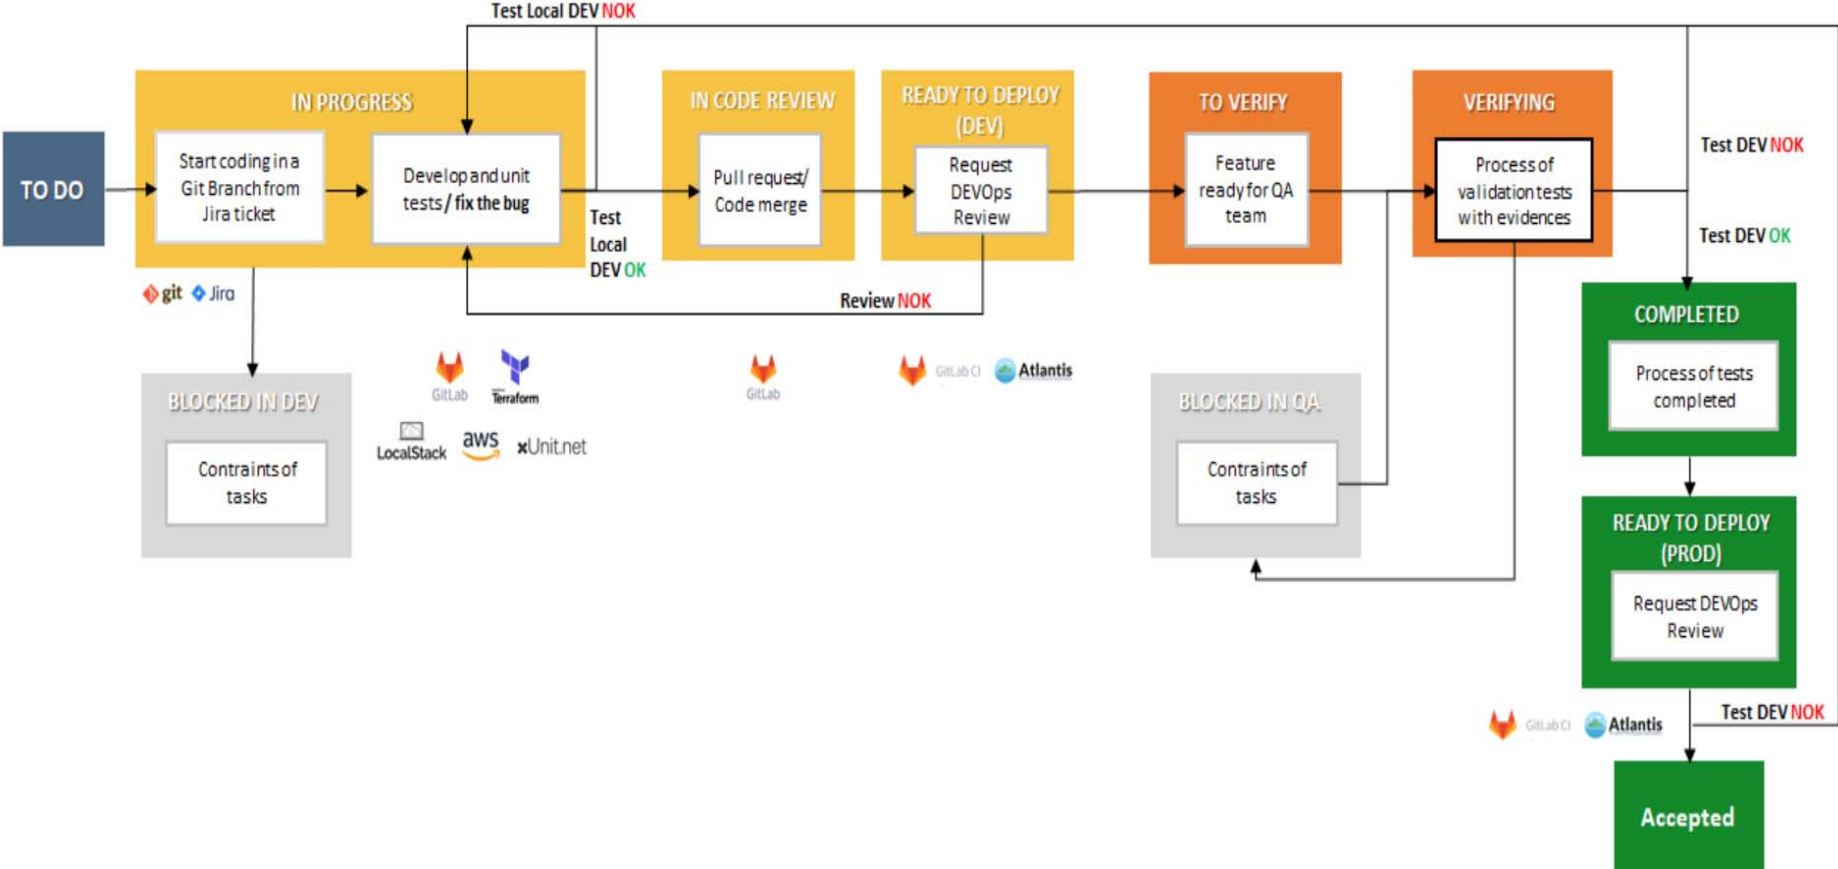 Test Local DEV NOK
TO DO
IN PROGRESS
Start coding in a
Git Branch from
Jira ticket
Develop and unit
tests / fix the bug
Test
Local
DEV OK
IN CODE REVIEW
Pull request/
Code merge
READY TO DEPLOY
(DEV)
Request
DEVOps
Review
Review NOK
TO VERIFY
Feature
ready for QA
team
VERIFYING
Process of
validation tests
with evidences
Test DEV NOK
Test DEV OK
git
Jira
BLOCKED IN DEV
Contraints of
tasks
GitLab
Terraform
LocalStack
aws
xUnit.net
GitLab
GitLab CI
Atlantis
BLOCKED IN QA
Contraints of
tasks
COMPLETED
Process of tests
completed
READY TO DEPLOY
(PROD)
Request DEVOps
Review
GitLab CI
Atlantis
Test DEV NOK
Accepted